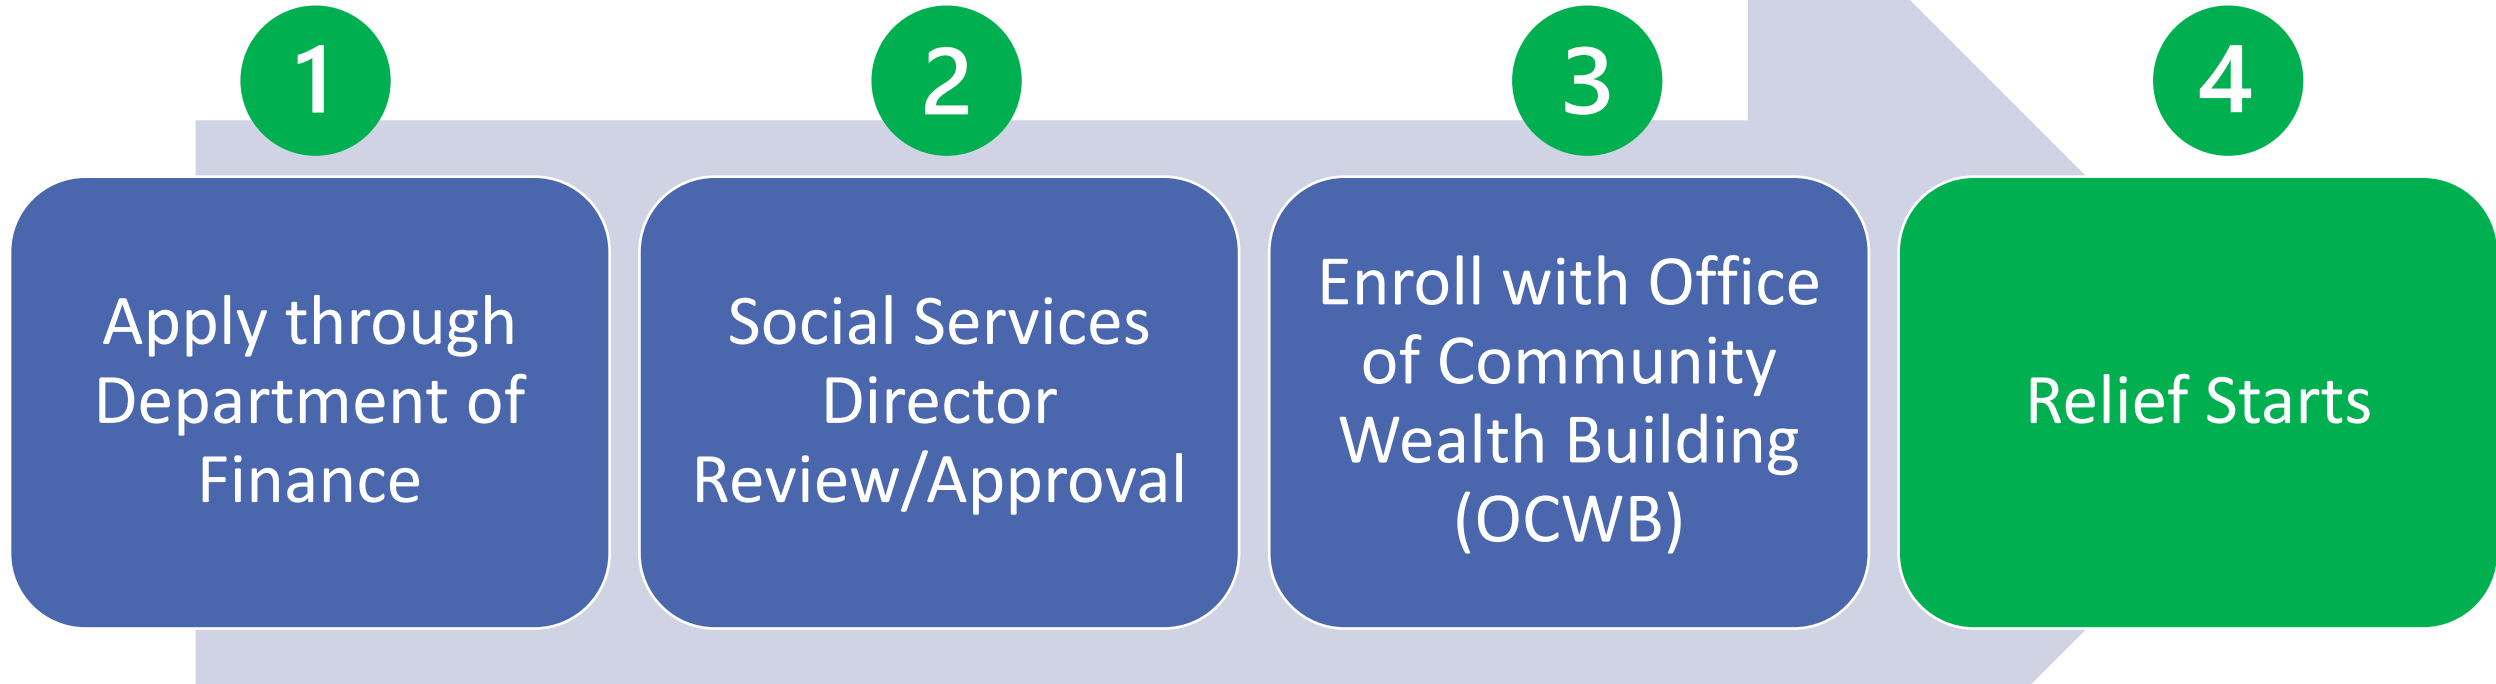 1
2
3
4
Apply through
Department of
Finance
Social Services
Director
Review/Approval
Enroll with Office
of Community
Wealth Building
(OCWB)
Relief Starts